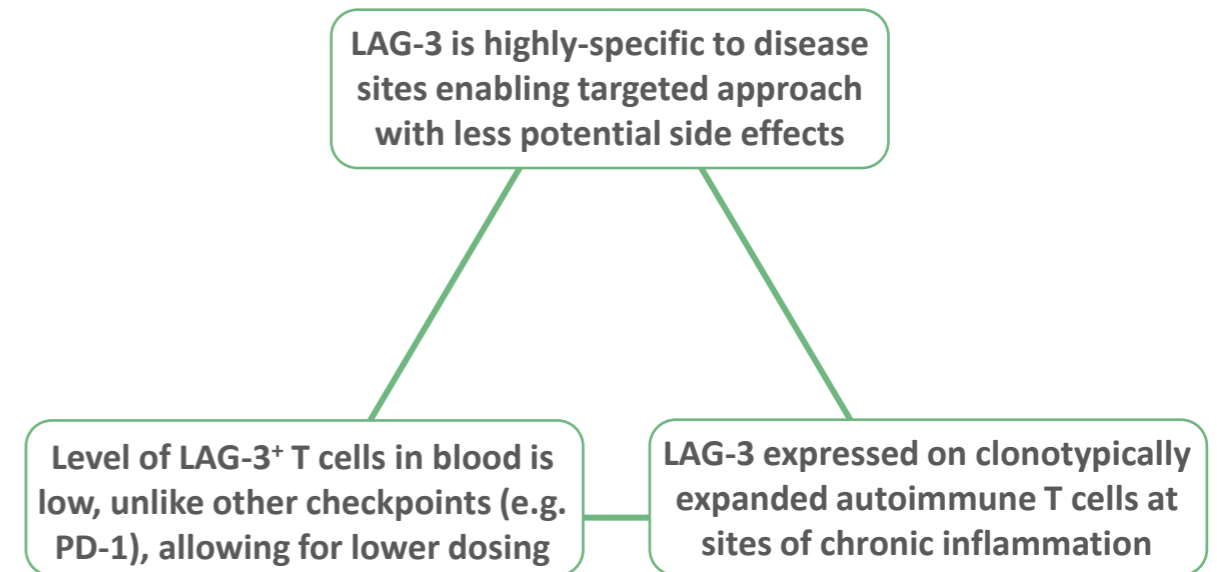 LAG-3 is highly-specific to disease
sites enabling targeted approach
with less potential side effects
Level of LAG-3⁺ T cells in blood is
low, unlike other checkpoints (e.g.
PD-1), allowing for lower dosing
LAG-3 expressed on clonotypically
expanded autoimmune T cells at
sites of chronic inflammation